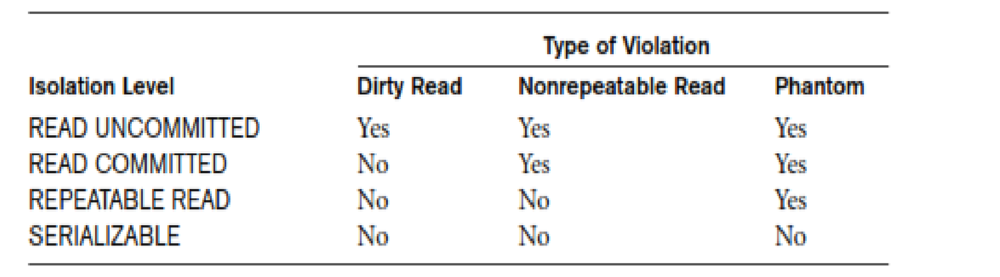 Type of Violation
Isolation Level Dirty Read Nonrepeatable Read Phantom
READ UNCOMMITTED Yes Yes Yes
READ COMMITTED No Yes Yes
REPEATABLE READ No No Yes
SERIALIZABLE No No No